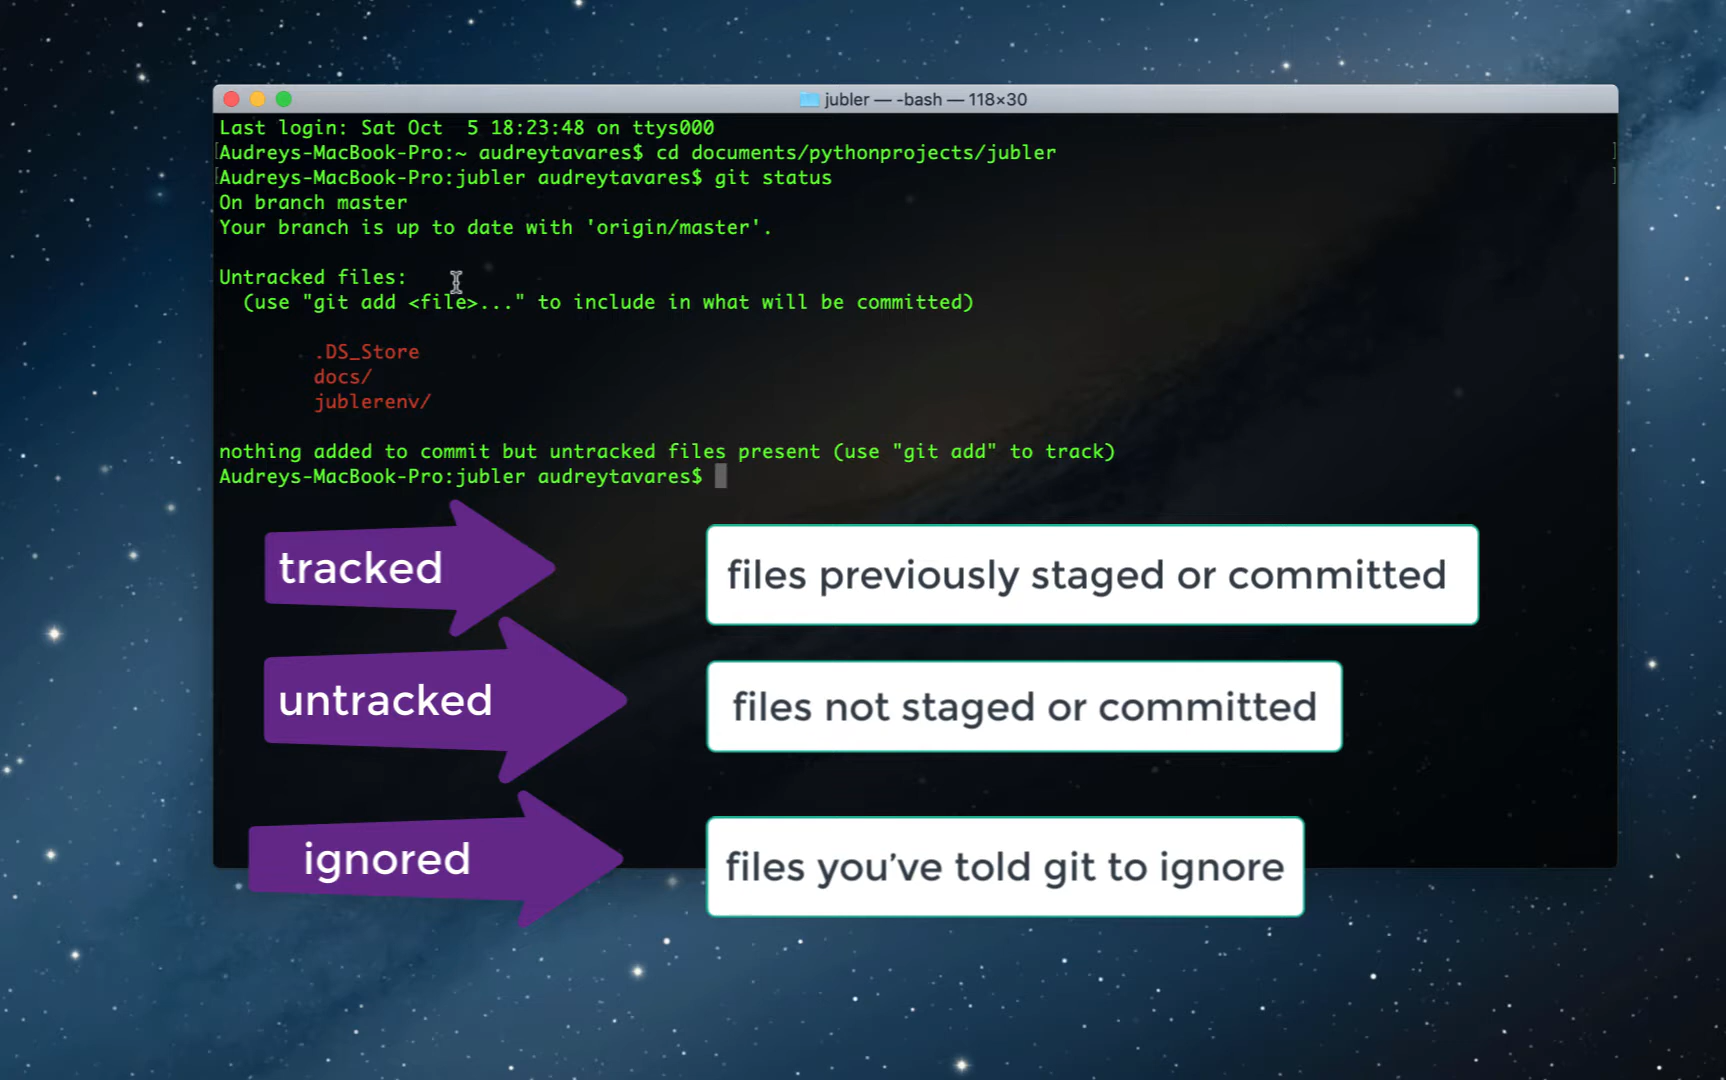 jubler — -bash — 118×30
Last login: Sat Oct  5 18:23:48 on ttys000
[Audreys-MacBook-Pro:~ audreytavares$ cd documents/pythonprojects/jubler ]
[Audreys-MacBook-Pro:jubler audreytavares$ git status ]
On branch master
Your branch is up to date with 'origin/master'.
Untracked files:
(use "git add <file>..." to include in what will be committed)
.DS_Store
docs/
jublerenv/
nothing added to commit but untracked files present (use "git add" to track)
Audreys-MacBook-Pro:jubler audreytavares$
tracked
files previously staged or committed
untracked
files not staged or committed
ignored
files you’ve told git to ignore